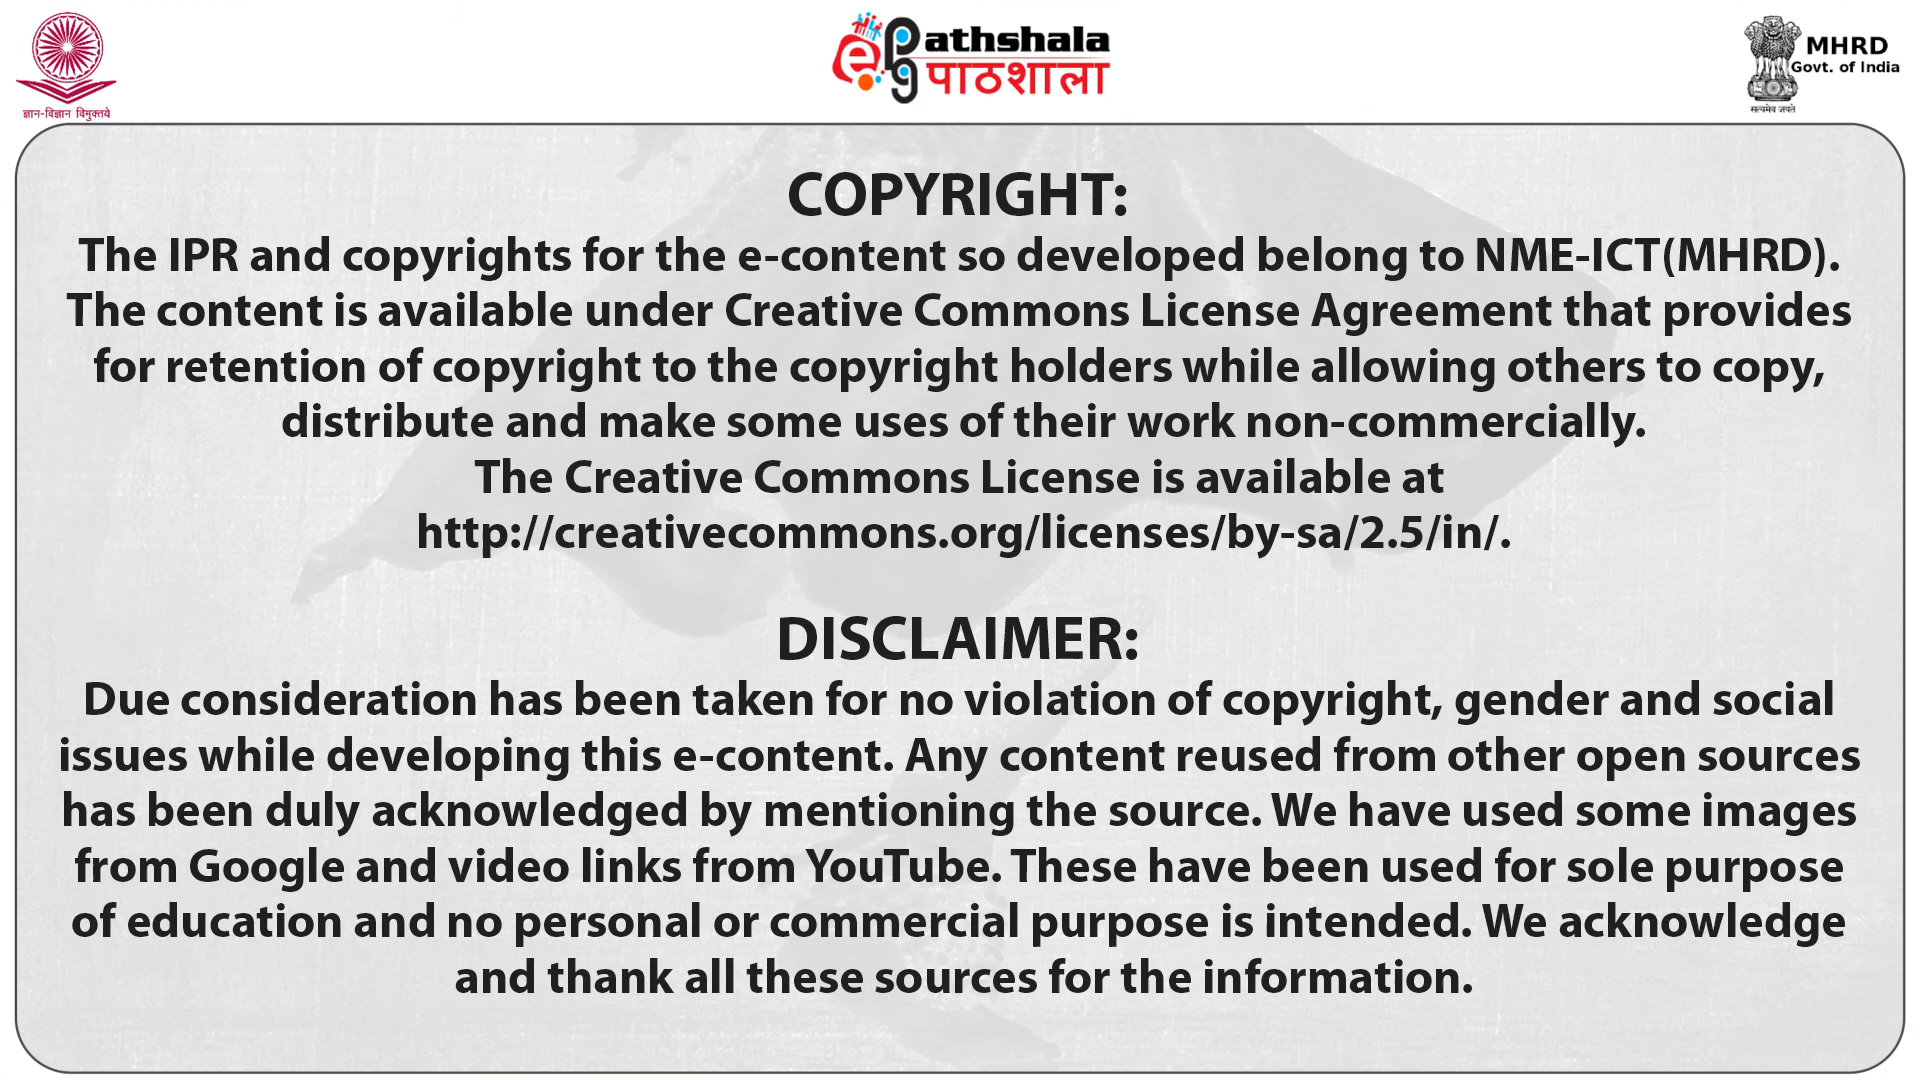 ज्ञान-विज्ञान विमुक्तये
e
Pathshala
पाठशाला
pg
MHRD
Govt. of India
सत्यमेव जयते
COPYRIGHT:
The IPR and copyrights for the e-content so developed belong to NME-ICT(MHRD).
The content is available under Creative Commons License Agreement that provides
for retention of copyright to the copyright holders while allowing others to copy,
distribute and make some uses of their work non-commercially.
The Creative Commons License is available at
http://creativecommons.org/licenses/by-sa/2.5/in/.
DISCLAIMER:
Due consideration has been taken for no violation of copyright, gender and social
issues while developing this e-content. Any content reused from other open sources
has been duly acknowledged by mentioning the source. We have used some images
from Google and video links from YouTube. These have been used for sole purpose
of education and no personal or commercial purpose is intended. We acknowledge
and thank all these sources for the information.